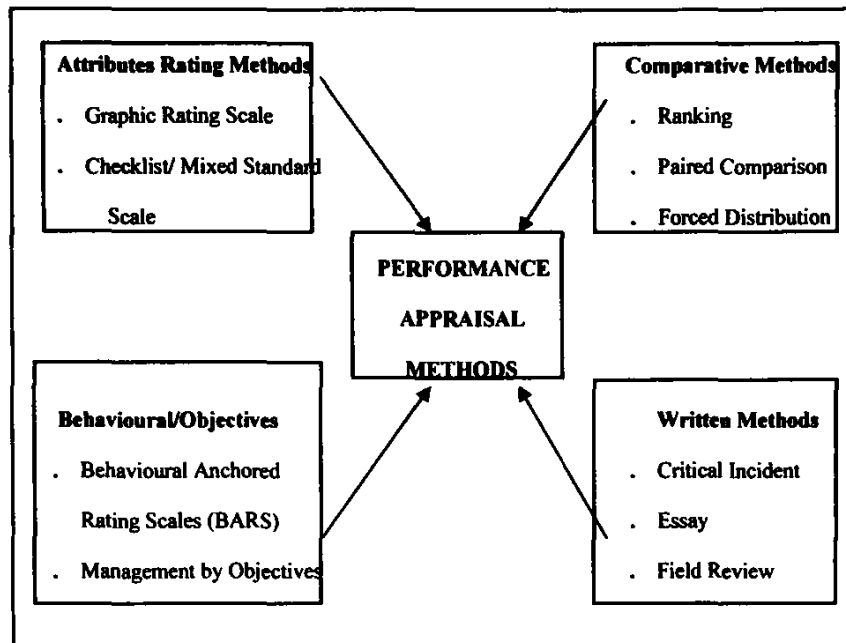 Attributes Rating Methods
. Graphic Rating Scale
. Checklist/ Mixed Standard
Scale
Comparative Methods
. Ranking
. Paired Comparison
. Forced Distribution
PERFORMANCE
APPRAISAL
METHODS
Behavioural/Objectives
. Behavioural Anchored
Rating Scales (BARS)
. Management by Objectives
Written Methods
. Critical Incident
. Essay
. Field Review